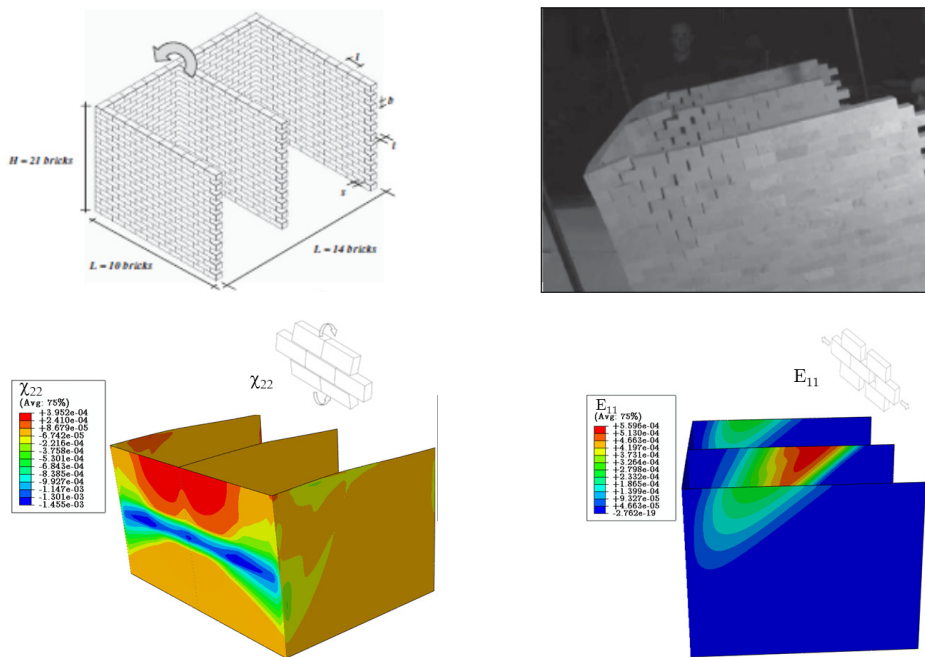 l
b
t
H = 21 bricks
s
L = 10 bricks
L = 14 bricks
χ22
χ22
(Avg: 75%)
+3.952e-04
+2.410e-04
+8.679e-05
-6.742e-05
-2.216e-04
-3.758e-04
-5.301e-04
-6.843e-04
-8.385e-04
-9.927e-04
-1.147e-03
-1.301e-03
-1.455e-03
E11
E11
(Avg: 75%)
+5.596e-04
+5.130e-04
+4.663e-04
+4.197e-04
+3.731e-04
+3.264e-04
+2.798e-04
+2.332e-04
+1.865e-04
+1.399e-04
+9.327e-05
+4.663e-05
-2.762e-19